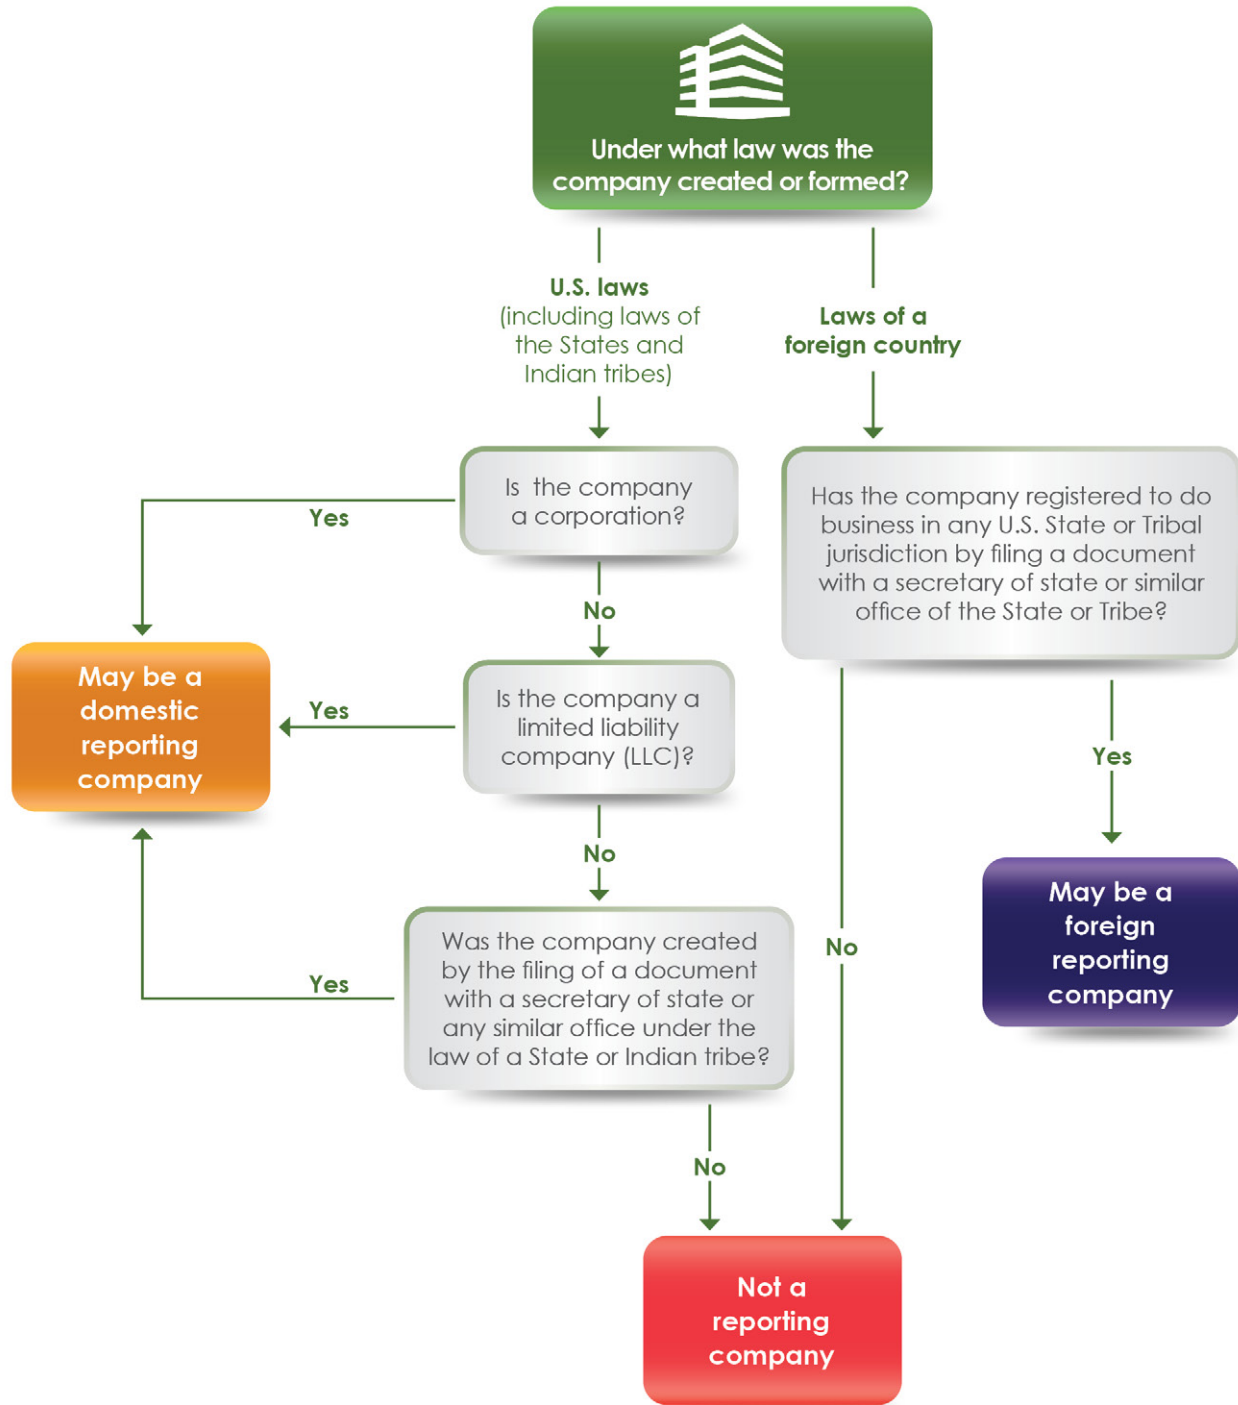 Under what law was the
company created or formed?
U.S. laws
(including laws of
the States and
Indian tribes)
Laws of a
foreign country
Is the company
a corporation?
Has the company registered to do
business in any U.S. State or Tribal
jurisdiction by filing a document
with a secretary of state or similar
office of the State or Tribe?
Yes
No
May be a
domestic
reporting
company
Yes
Is the company a
limited liability
company (LLC)?
Yes
No
May be a
foreign
reporting
company
Was the company created
by the filing of a document
with a secretary of state or
any similar office under the
law of a State or Indian tribe?
Yes
No
No
Not a
reporting
company